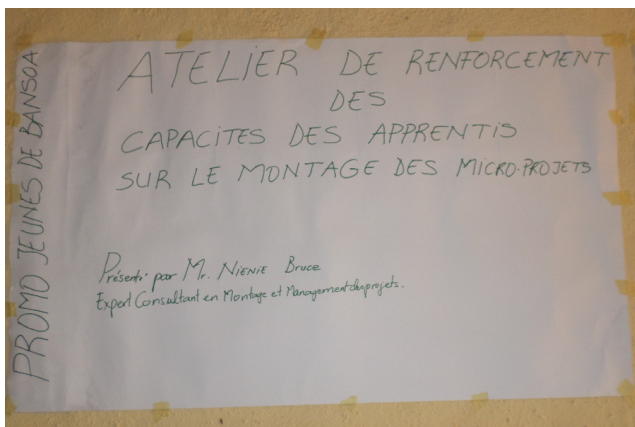 PROMO JEUNES DE BANSOA
ATELIER DE RENFORCEMENT
DES
CAPACITES DES APPRENTIS
SUR LE MONTAGE DES MICRO-PROJETS
Présenté par Mr. NIENIE Bruce
Expert Consultant en Montage et Management des projets.